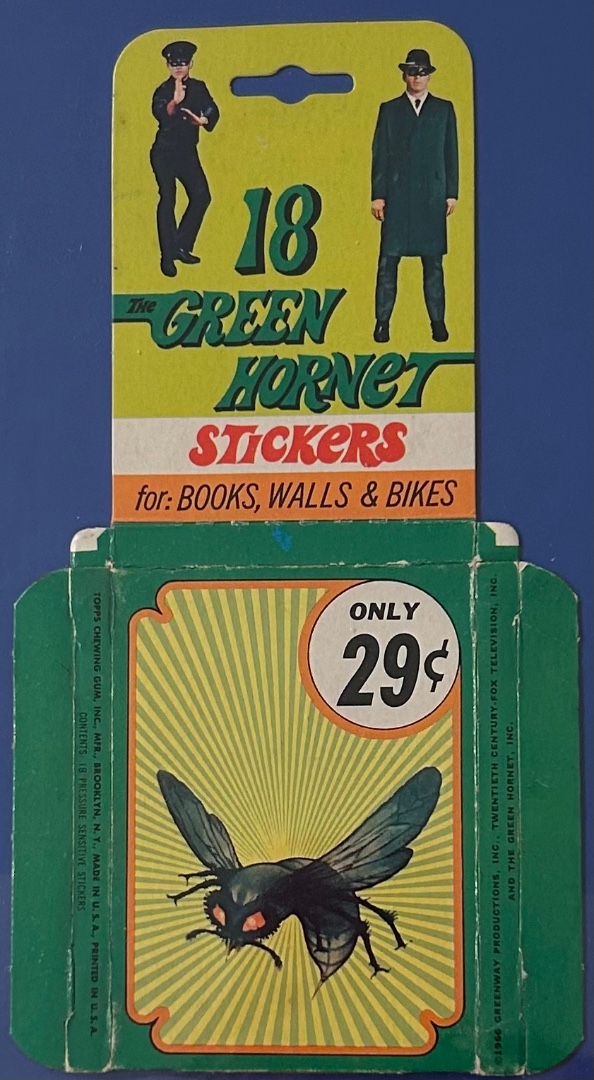 18
The GREEN
HORNET
STICKERS
for: BOOKS, WALLS & BIKES
ONLY
29¢
TOPPS CHEWING GUM, INC., MFR., BROOKLYN, N.Y., MADE IN U.S.A., PRINTED IN U.S.A.
CONTENTS: 18 PRESSURE SENSITIVE STICKERS
©1966 GREENWAY PRODUCTIONS, INC., TWENTIETH CENTURY-FOX TELEVISION, INC.
AND THE GREEN HORNET, INC.